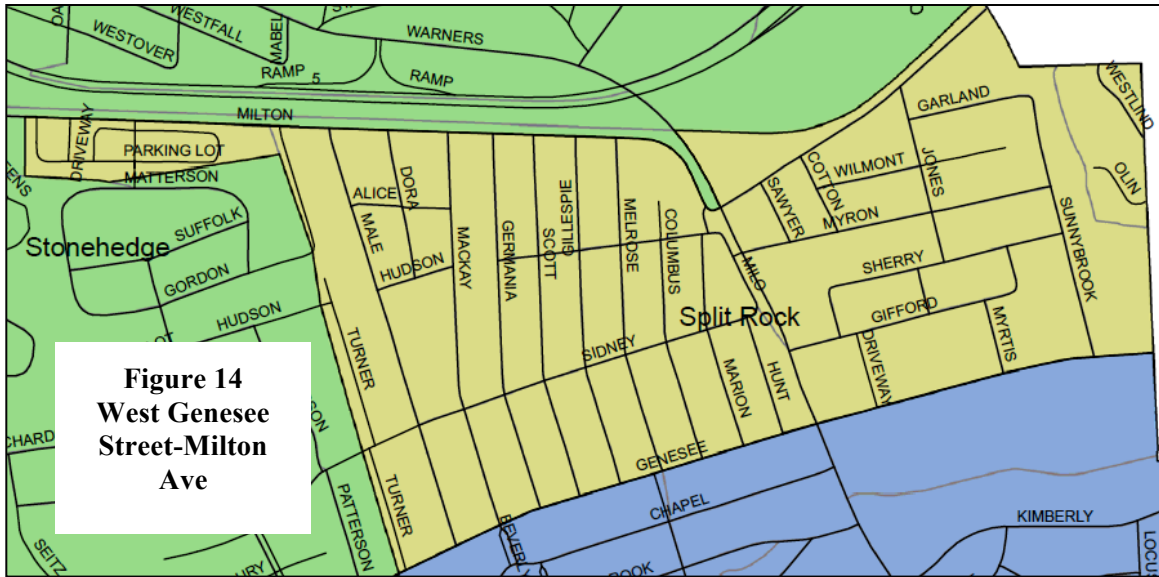 WARNERS
WESTOVER
WESTFALL
MABEL
RAMP 5
RAMP
MILTON
DRIVEWAY
PARKING LOT
MATTERSON
SUFFOLK
Stonehedge
GORDON
HUDSON
ALICE
DORA
MALE
HUDSON
MACKAY
GERMANIA
SCOTT
GILLESPIE
MELROSE
COLUMBUS
MILO
SAWYER
COTTON
WILMONT
GARLAND
JONES
MYRON
WESTLIND
OLIN
SUNNYBROOK
SHERRY
GIFFORD
Split Rock
SIDNEY
TURNER
MARION
HUNT
DRIVEWAY
MYRTIS
Figure 14
West Genesee
Street-Milton
Ave
TURNER
PATTERSON
GENESEE
CHAPEL
BEVERLY
KIMBERLY
SEITZ